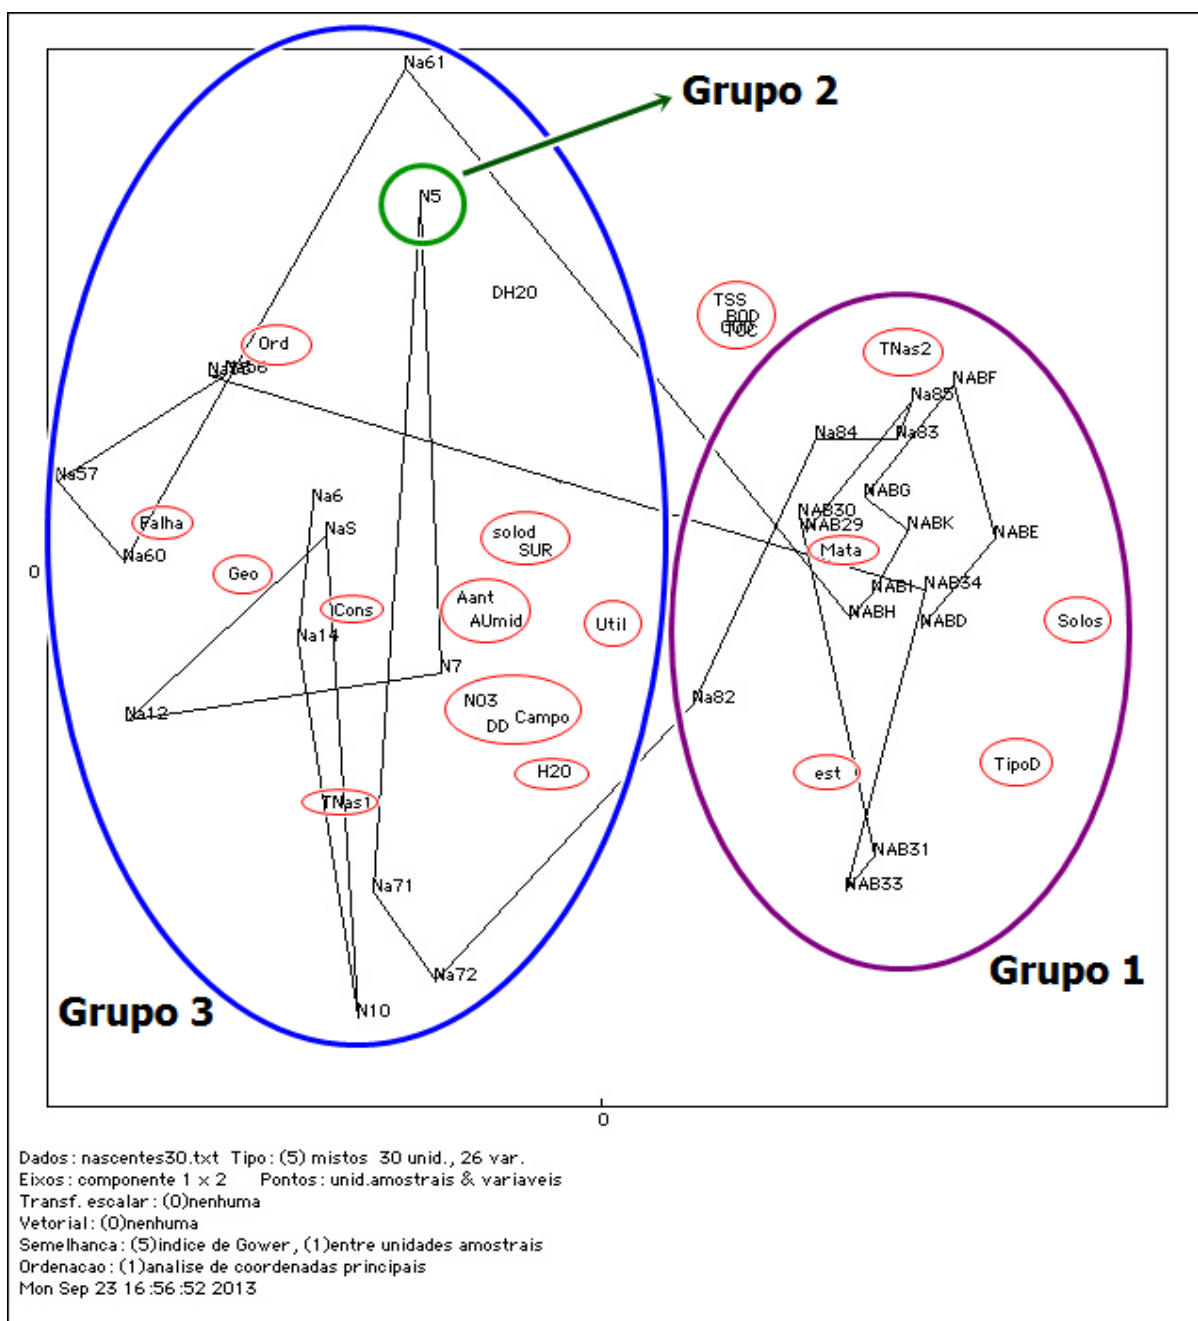 Na61
Grupo 2
N5
DH20
TSS
BOD
TOC
Ord
TNas2
NABF
Na85
Na84
Na83
Na57
Na6
NABG
NAB30
NAB29
NABK
NABE
Falha
NaS
solod
SUR
Mata
Na60
0
Geo
Cons
Aant
AUmid
Util
NABI
NAB34
NABH
NABD
Solos
Na14
N7
Na12
NO3
DD
Campo
Na82
H20
est
TipoD
TNas1
NAB31
NAB33
Na71
Na72
Grupo 1
N10
Grupo 3
0
Dados: nascentes30.txt Tipo: (5) mistos 30 unid., 26 var.
Eixos: componente 1 x 2 Pontos: unid.amostrais & variaveis
Transf. escalar: (0)nenhuma
Vetorial: (0)nenhuma
Semelhanca: (5)indice de Gower, (1)entre unidades amostrais
Ordenacao: (1)analise de coordenadas principais
Mon Sep 23 16:56:52 2013